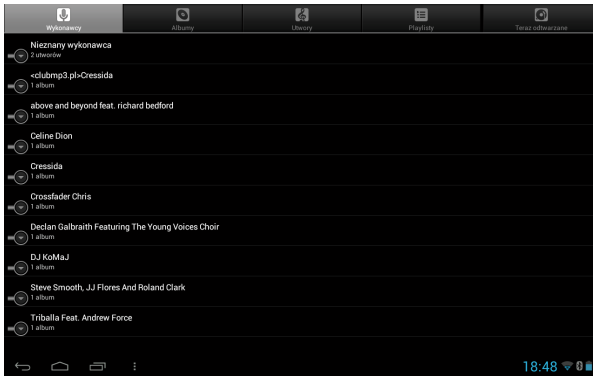 Wykonawcy
Albumy
Utwory
Playlisty
Teraz odtwarzane
Nieznany wykonawca
2 utworów
<clubmp3.pl>Cressida
1 album
above and beyond feat. richard bedford
1 album
Celine Dion
1 album
Cressida
1 album
Crossfader Chris
1 album
Declan Galbraith Featuring The Young Voices Choir
1 album
DJ KoMaJ
1 album
Steve Smooth, JJ Flores And Roland Clark
1 album
Triballa Feat. Andrew Force
1 album
18:48